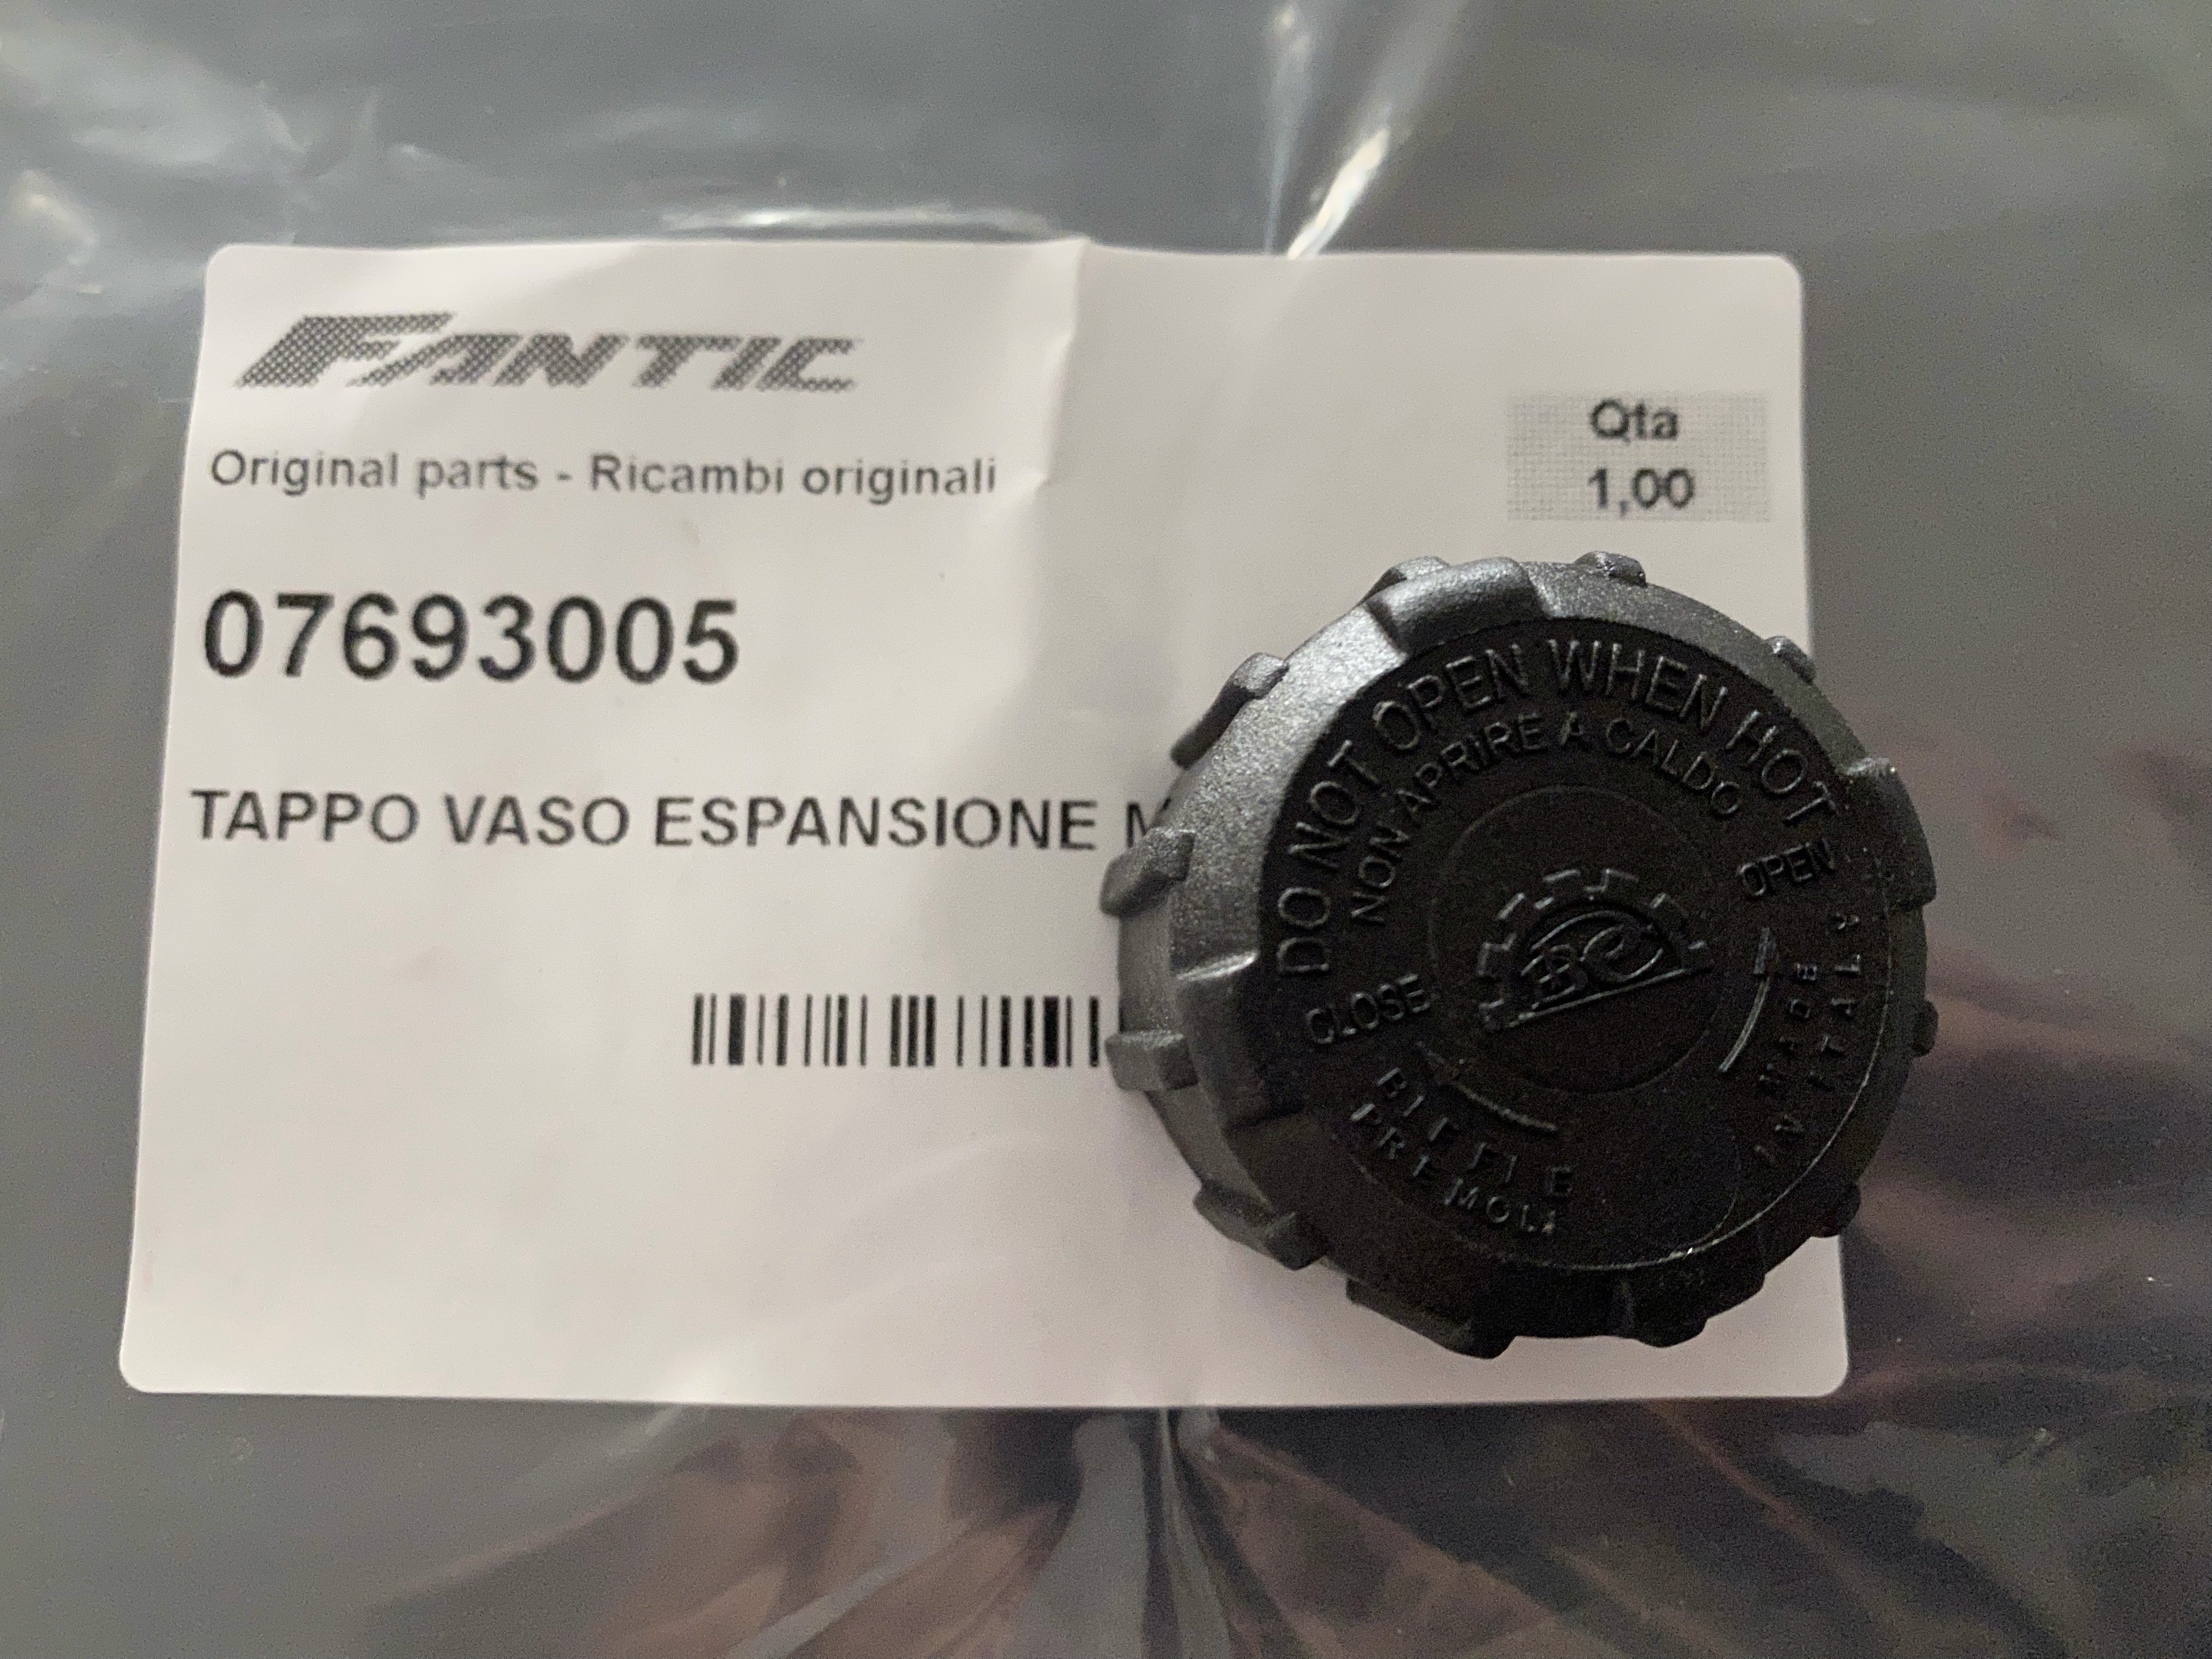 FANTIC
Original parts - Ricambi originali
Qta
1,00
07693005
TAPPO VASO ESPANSIONE
DO NOT OPEN WHEN HOT
NON APRIRE A CALDO
OPEN
CLOSE
BC
MADE
IN ITALY